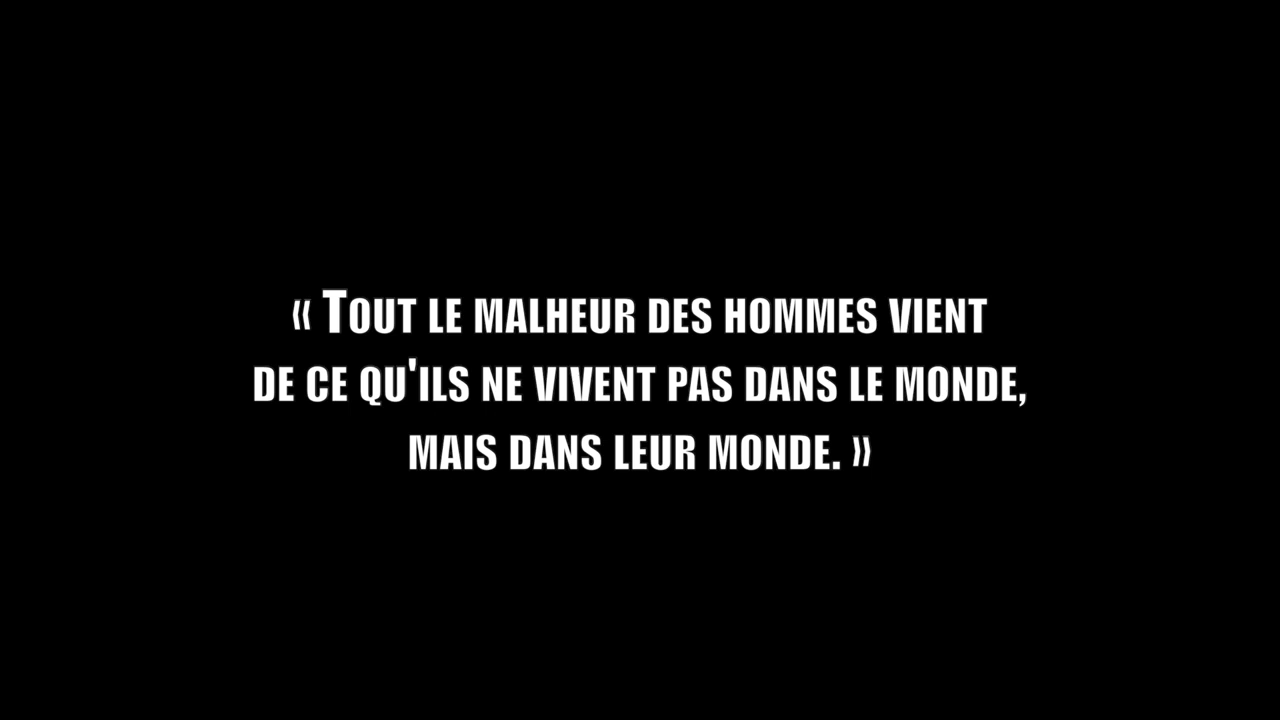 « Tout le malheur des hommes vient
de ce qu'ils ne vivent pas dans le monde,
mais dans leur monde. »